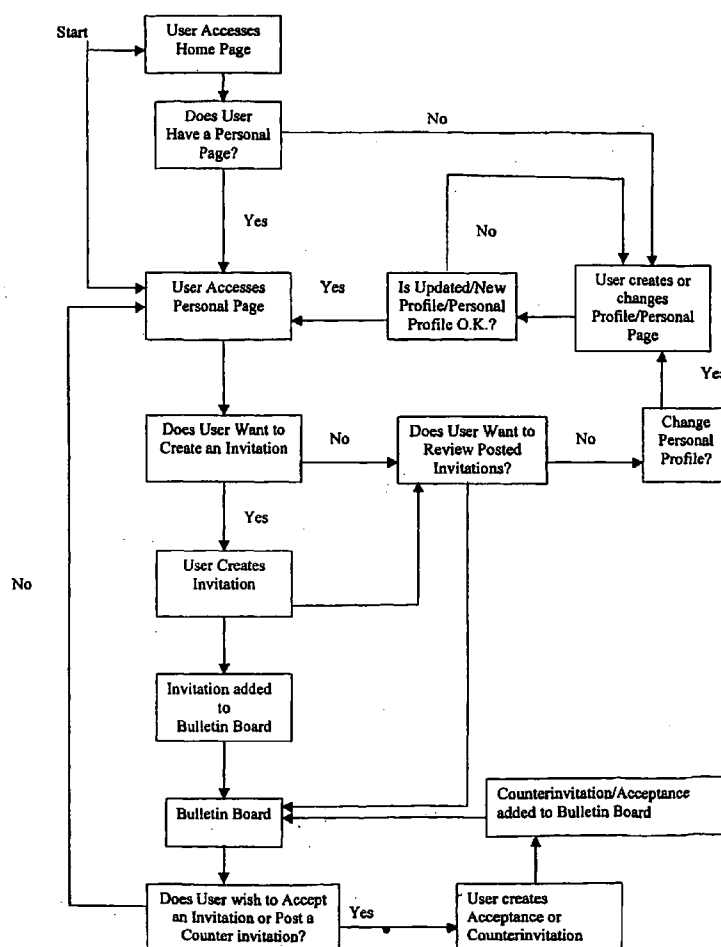 Start
User Accesses
Home Page
Does User
Have a Personal
Page?
No
Yes
No
User Accesses
Personal Page
Yes
Is Updated/New
Profile/Personal
Profile O.K.?
User creates or
changes
Profile/Personal
Page
Yes
Does User Want to
Create an Invitation
No
Does User Want to
Review Posted
Invitations?
No
Change
Personal
Profile?
Yes
No
User Creates
Invitation
Invitation added
to
Bulletin Board
Bulletin Board
Counterinvitation/Acceptance
added to Bulletin Board
Does User wish to Accept
an Invitation or Post a
Counter invitation?
Yes
User creates
Acceptance or
Counterinvitation